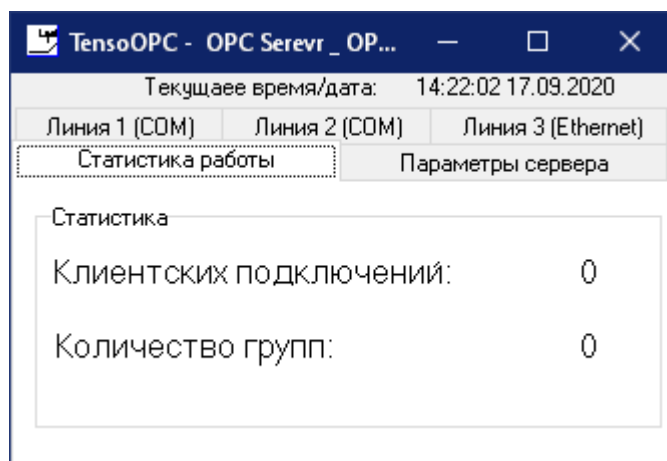 TensoOPC - OPC Serevr _ OP...
Текущаее время/дата: 14:22:02 17.09.2020
Линия 1 (COM) Линия 2 (COM) Линия 3 (Ethernet)
Статистика работы Параметры сервера
Статистика
Клиентских подключений: 0
Количество групп: 0